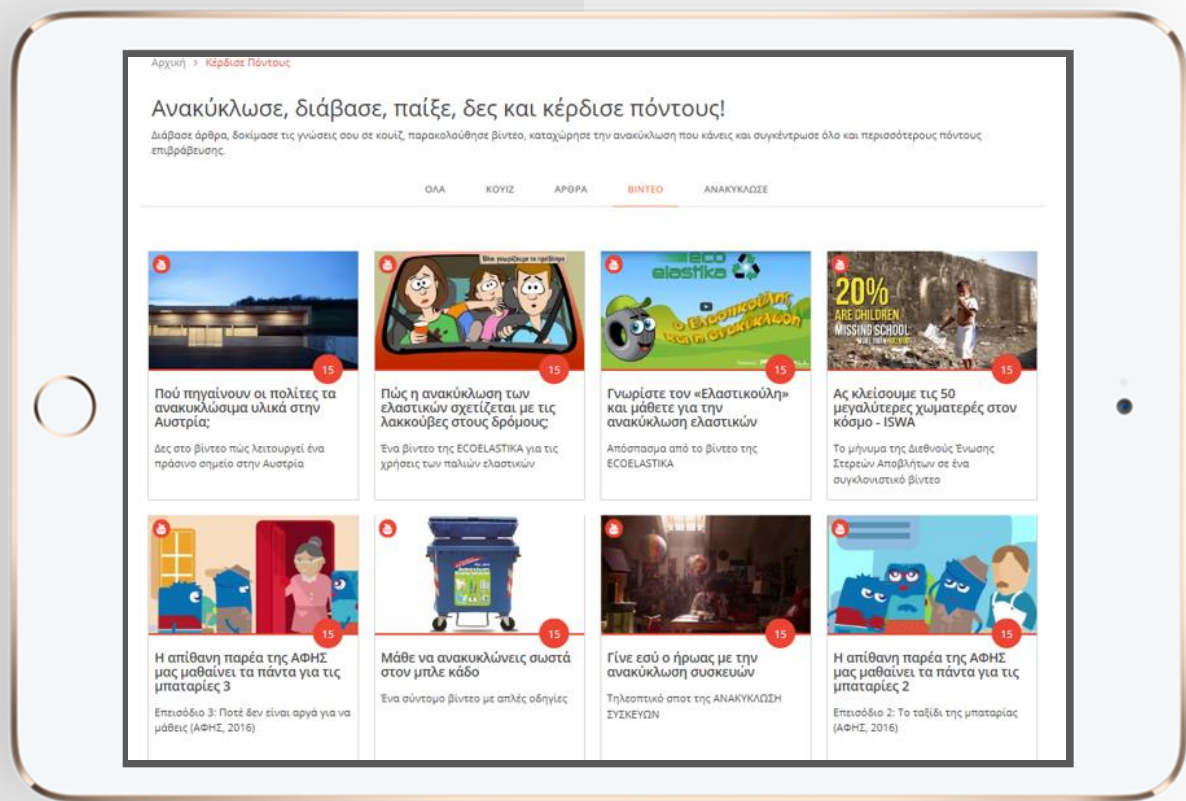 Αρχική > Κέρδισε Πόντους
Ανακύκλωσε, διάβασε, παίξε, δες και κέρδισε πόντους!
Διάβασε άρθρα, δοκίμασε τις γνώσεις σου σε κουίζ, παρακολούθησε βίντεο, καταχώρησε την ανακύκλωση που κάνεις και συγκέντρωσε όλο και περισσότερους πόντους
επιβράβευσης.
ΟΛΑ ΚΟΥΙΖ ΑΡΘΡΑ ΒΙΝΤΕΟ ΑΝΑΚΥΚΛΩΣΕ
15
Πού πηγαίνουν οι πολίτες τα
ανακυκλώσιμα υλικά στην
Αυστρία;
Δες στο βίντεο πώς λειτουργεί ένα
πράσινο σημείο στην Αυστρία
Όλοι γνωρίζουμε το πρόβλημα
15
Πώς η ανακύκλωση των
ελαστικών σχετίζεται με τις
λακκούβες στους δρόμους;
Ένα βίντεο της ECOELASTIKA για τις
χρήσεις των παλιών ελαστικών
eco
elastika
ο Ελαστικούλης
και η ανακύκλωση
15
Γνωρίστε τον «Ελαστικούλη»
και μάθετε για την
ανακύκλωση ελαστικών
Απόσπασμα από το βίντεο της
ECOELASTIKA
20%
ARE CHILDREN
MISSING SCHOOL
15
Ας κλείσουμε τις 50
μεγαλύτερες χωματερές στον
κόσμο - ISWA
Το μήνυμα της Διεθνούς Ένωσης
Στερεών Αποβλήτων σε ένα
συγκλονιστικό βίντεο
15
Η απίθανη παρέα της ΑΦΗΣ
μας μαθαίνει τα πάντα για τις
μπαταρίες 3
Επεισόδιο 3: Ποτέ δεν είναι αργά για να
μάθεις (ΑΦΗΣ, 2016)
15
Μάθε να ανακυκλώνεις σωστά
στον μπλε κάδο
Ένα σύντομο βίντεο με απλές οδηγίες
15
Γίνε εσύ ο ήρωας με την
ανακύκλωση συσκευών
Τηλεοπτικό σποτ της ΑΝΑΚΥΚΛΩΣΗ
ΣΥΣΚΕΥΩΝ
15
Η απίθανη παρέα της ΑΦΗΣ
μας μαθαίνει τα πάντα για τις
μπαταρίες 2
Επεισόδιο 2: Το ταξίδι της μπαταρίας
(ΑΦΗΣ, 2016)